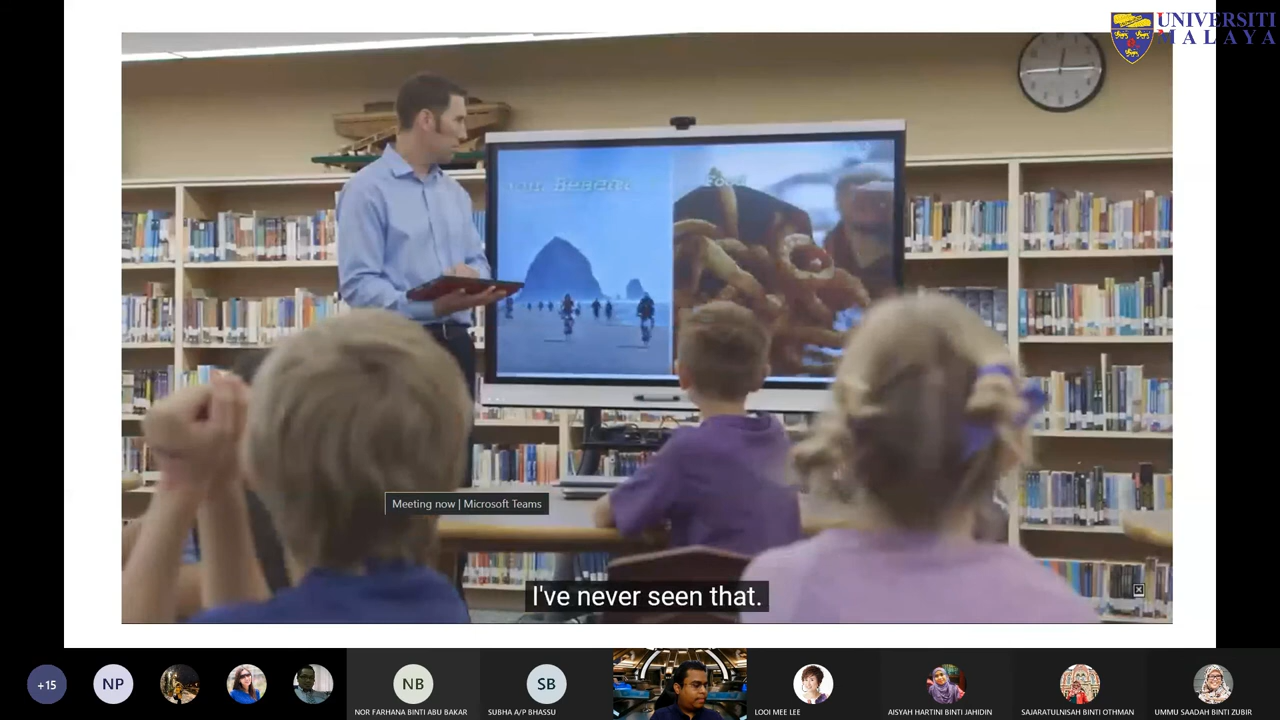 UNIVERSITI
MALAYA
Food
Meeting now | Microsoft Teams
I've never seen that.
+15
NP
NB
SB
NOR FARHANA BINTI ABU BAKAR
SUBHA A/P BHASSU
LOOI MEE LEE
AISYAH HARTINI BINTI JAHIDIN
SAJARATULNISAH BINTI OTHMAN
UMMU SAADAH BINTI ZUBIR